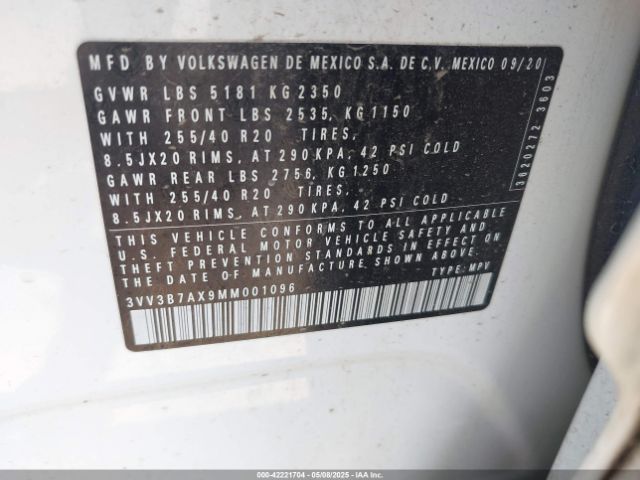 MFD BY VOLKSWAGEN DE MEXICO S.A. DE C.V. MEXICO 09/20
GVWR LBS 5181 KG 2350
GAWR FRONT LBS 2535, KG 1150
WITH 255/40 R20 TIRES,
8.5JX20 RIMS, AT 290 KPA, 42 PSI COLD
GAWR REAR LBS 2756, KG 1250
WITH 255/40 R20 TIRES,
8.5JX20 RIMS, AT 290 KPA, 42 PSI COLD
THIS VEHICLE CONFORMS TO ALL APPLICABLE
U.S. FEDERAL MOTOR VEHICLE SAFETY AND
THEFT PREVENTION STANDARDS IN EFFECT ON
THE DATE OF MANUFACTURE SHOWN ABOVE.
3VV3B7AX9MM001096 TYPE: MPV
3620272 3603
000-42221704 | 05/08/2025 | IAAI.COM